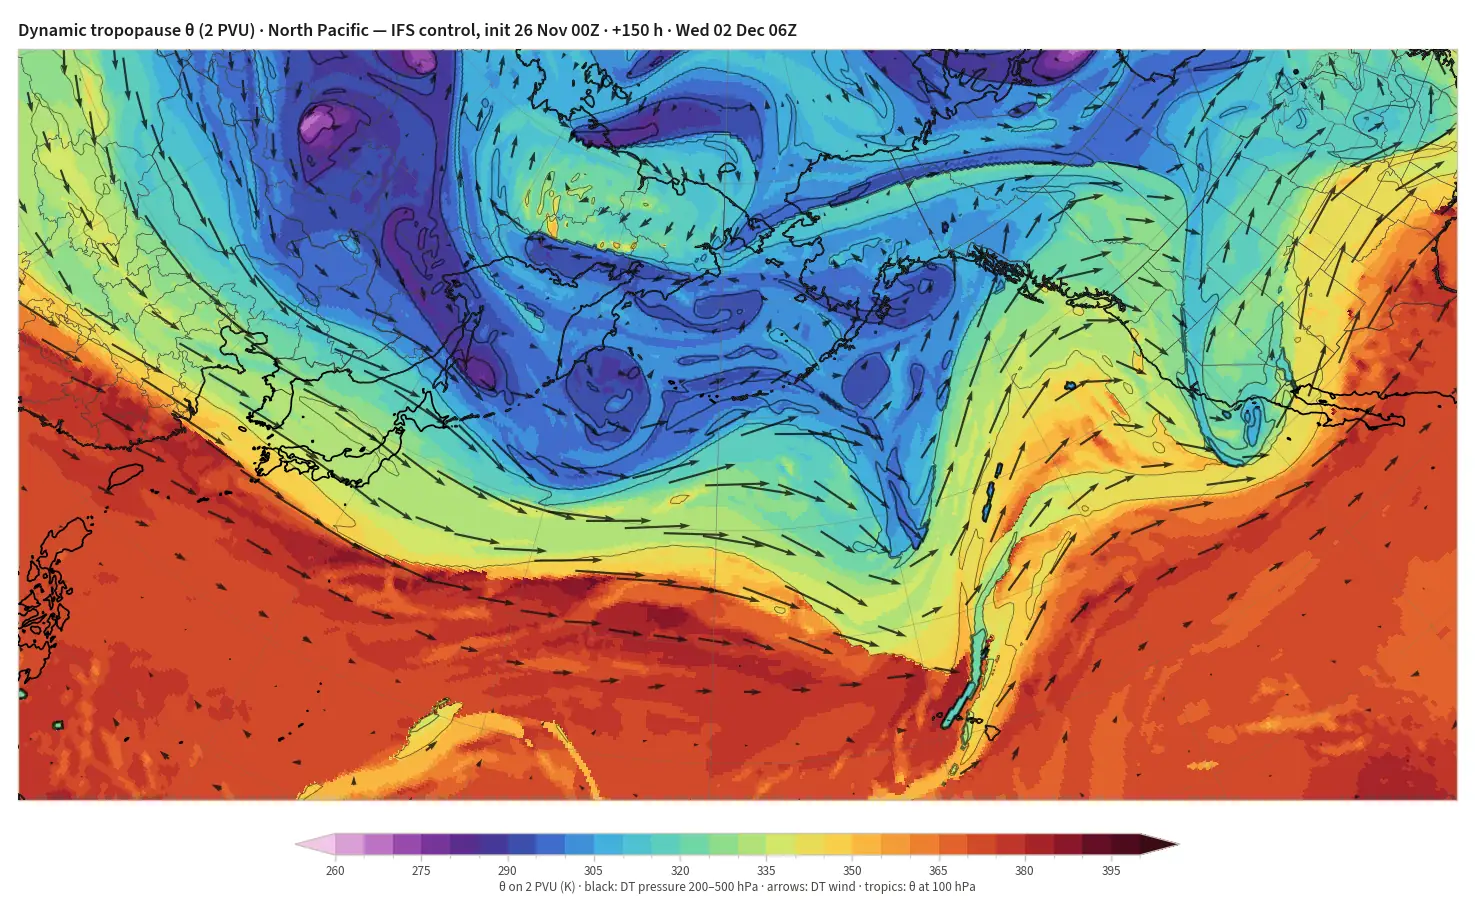 Dynamic tropopause θ (2 PVU) · North Pacific — IFS control, init 26 Nov 00Z · +150 h · Wed 02 Dec 06Z
260 275 290 305 320 335 350 365 380 395
θ on 2 PVU (K) · black: DT pressure 200–500 hPa · arrows: DT wind · tropics: θ at 100 hPa